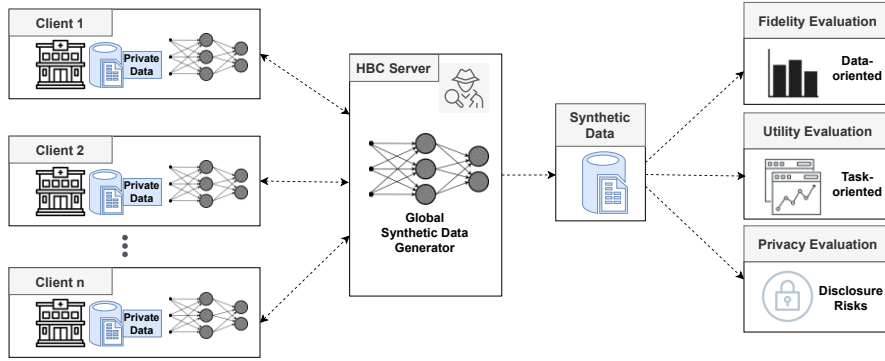 Client 1
Private
Data
Client 2
Private
Data
Client n
Private
Data
HBC Server
Global
Synthetic Data
Generator
Synthetic
Data
Fidelity Evaluation
Data-
oriented
Utility Evaluation
Task-
oriented
Privacy Evaluation
Disclosure
Risks